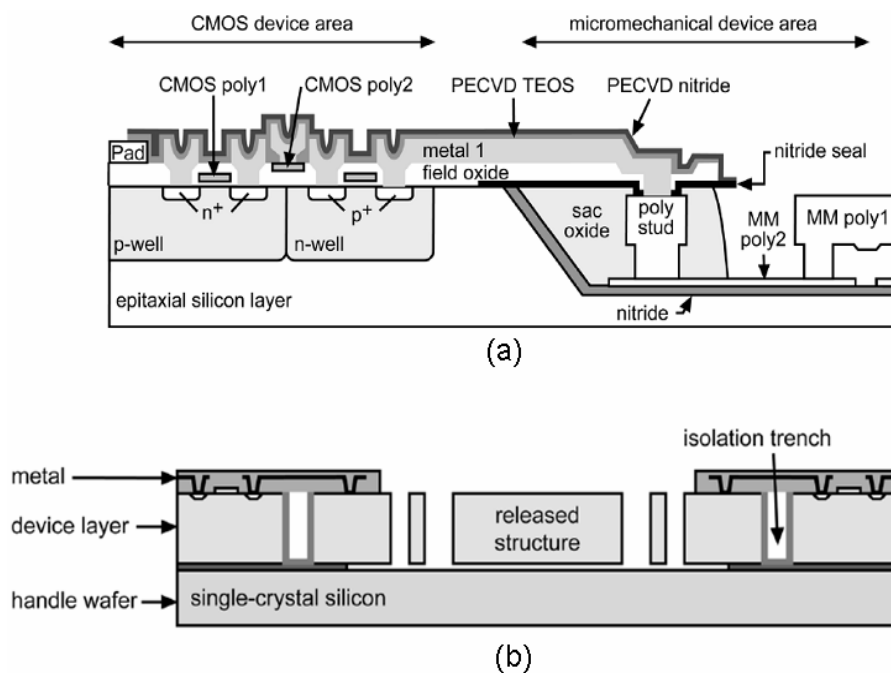 CMOS device area
micromechanical device area
CMOS poly1
CMOS poly2
PECVD TEOS
PECVD nitride
Pad
metal 1
field oxide
nitride seal
n+
p+
sac
oxide
poly
stud
MM
poly2
MM poly1
p-well
n-well
epitaxial silicon layer
nitride
(a)
isolation
trench
metal
device layer
released
structure
handle wafer
single-crystal silicon
(b)